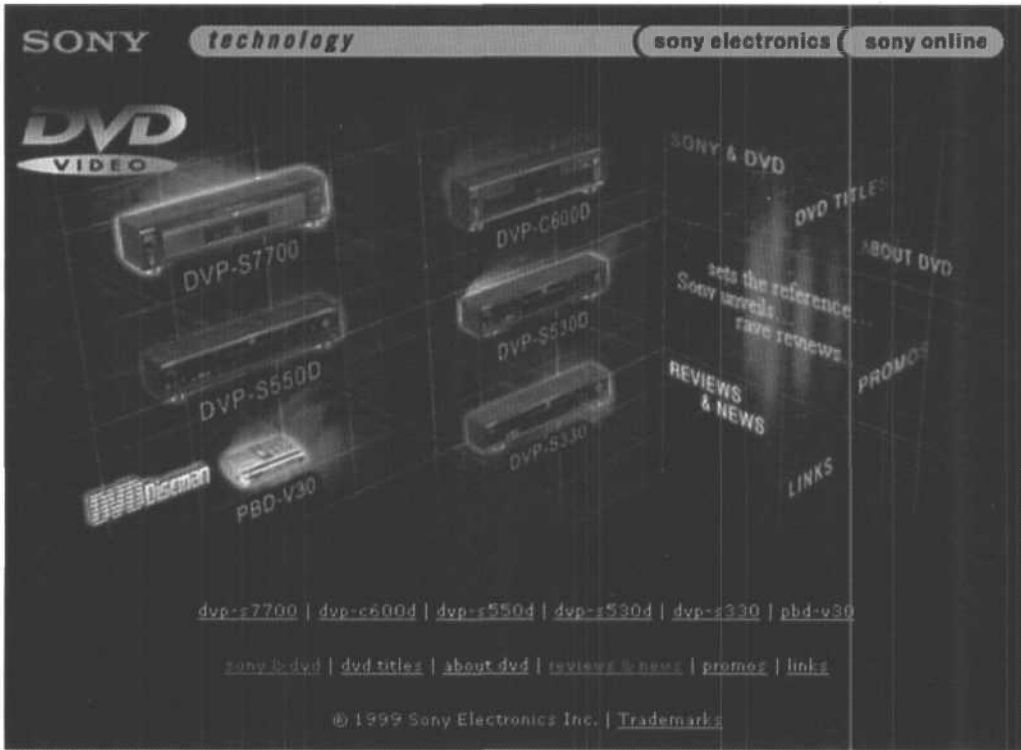 SONY
technology
sony electronics
sony online
DVD
VIDEO
DVP-S7700
DVP-C600D
DVP-S550D
DVP-S530D
DVD Discman
PBD-V30
DVP-S330
SONY & DVD
DVD TITLES
ABOUT DVD
sets the reference...
Sony unveils...
rave reviews...
REVIEWS
& NEWS
PROMOS
LINKS
dvp-s7700 | dvp-c600d | dvp-s550d | dvp-s530d | dvp-s330 | pbd-v30
sony & dvd | dvd titles | about dvd | reviews & news | promos | links
© 1999 Sony Electronics Inc. | Trademarks